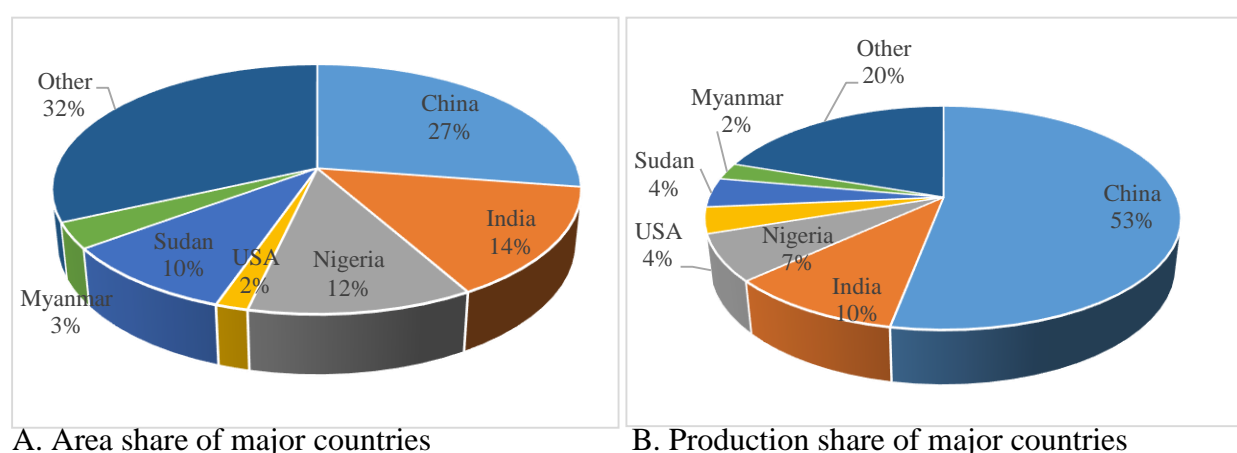 Other
32%
China
27%
India
14%
Nigeria
12%
USA
2%
Sudan
10%
Myanmar
3%
A. Area share of major countries
Other
20%
Myanmar
2%
Sudan
4%
USA
4%
Nigeria
7%
India
10%
China
53%
B. Production share of major countries